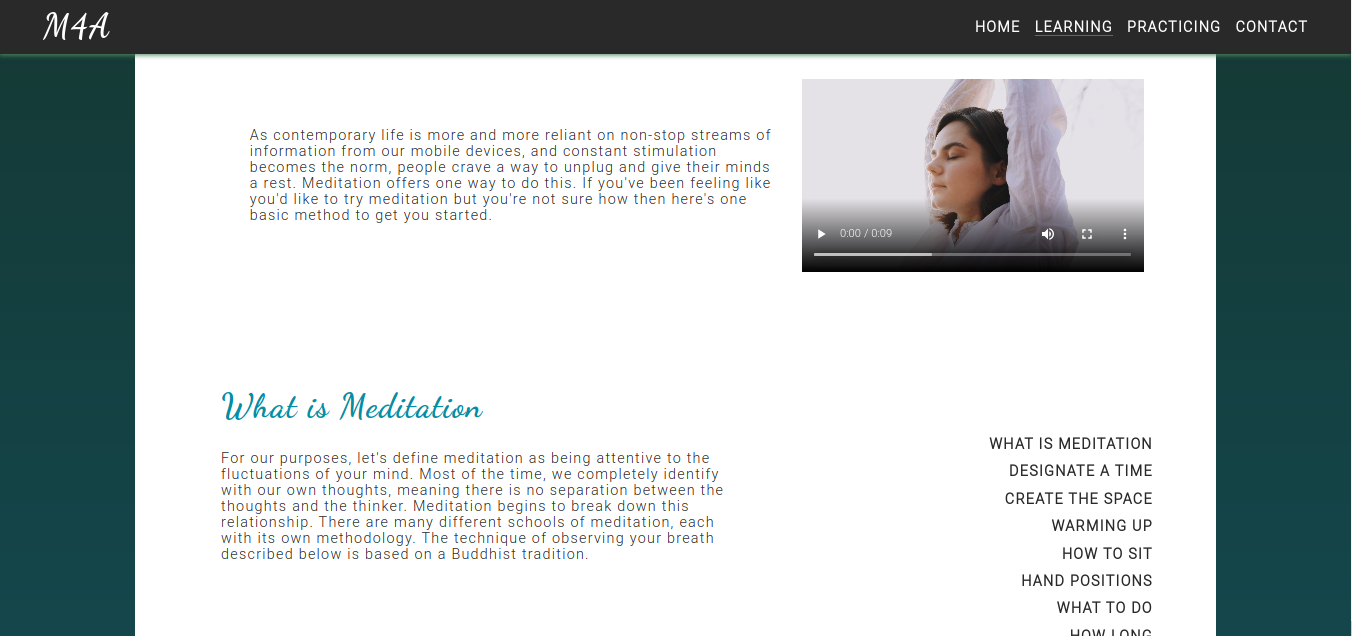 M4A
HOME LEARNING PRACTICING CONTACT
As contemporary life is more and more reliant on non-stop streams of
information from our mobile devices, and constant stimulation
becomes the norm, people crave a way to unplug and give their minds
a rest. Meditation offers one way to do this. If you've been feeling like
you'd like to try meditation but you're not sure how then here's one
basic method to get you started.
0:00 / 0:09
What is Meditation
For our purposes, let's define meditation as being attentive to the
fluctuations of your mind. Most of the time, we completely identify
with our own thoughts, meaning there is no separation between the
thoughts and the thinker. Meditation begins to break down this
relationship. There are many different schools of meditation, each
with its own methodology. The technique of observing your breath
described below is based on a Buddhist tradition.
WHAT IS MEDITATION
DESIGNATE A TIME
CREATE THE SPACE
WARMING UP
HOW TO SIT
HAND POSITIONS
WHAT TO DO
HOW LONG